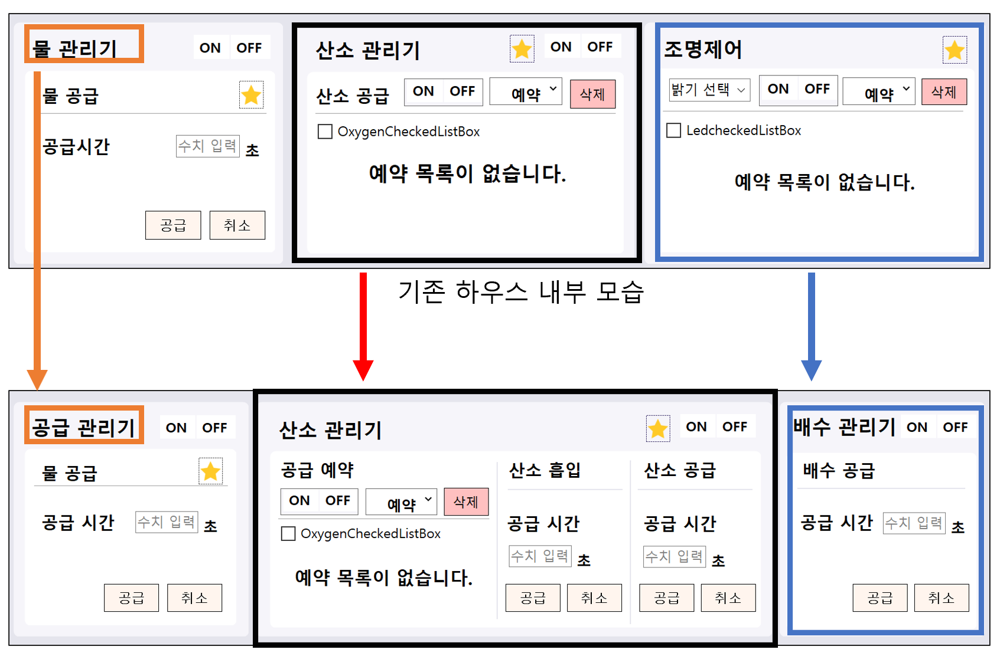 물 관리기
ON OFF
물 공급
공급시간
수치 입력 초
공급 취소
산소 관리기
ON OFF
산소 공급 ON OFF 예약 삭제
OxygenCheckedListBox
예약 목록이 없습니다.
조명제어
밝기 선택 ON OFF 예약 삭제
LedcheckedListBox
예약 목록이 없습니다.
기존 하우스 내부 모습
공급 관리기
ON OFF
물 공급
공급 시간 수치 입력 초
공급 취소
산소 관리기
ON OFF
공급 예약
ON OFF 예약 삭제
OxygenCheckedListBox
예약 목록이 없습니다.
산소 흡입
공급 시간
수치 입력 초
공급 취소
산소 공급
공급 시간
수치 입력 초
공급 취소
배수 관리기 ON OFF
배수 공급
공급 시간 수치 입력 초
공급 취소